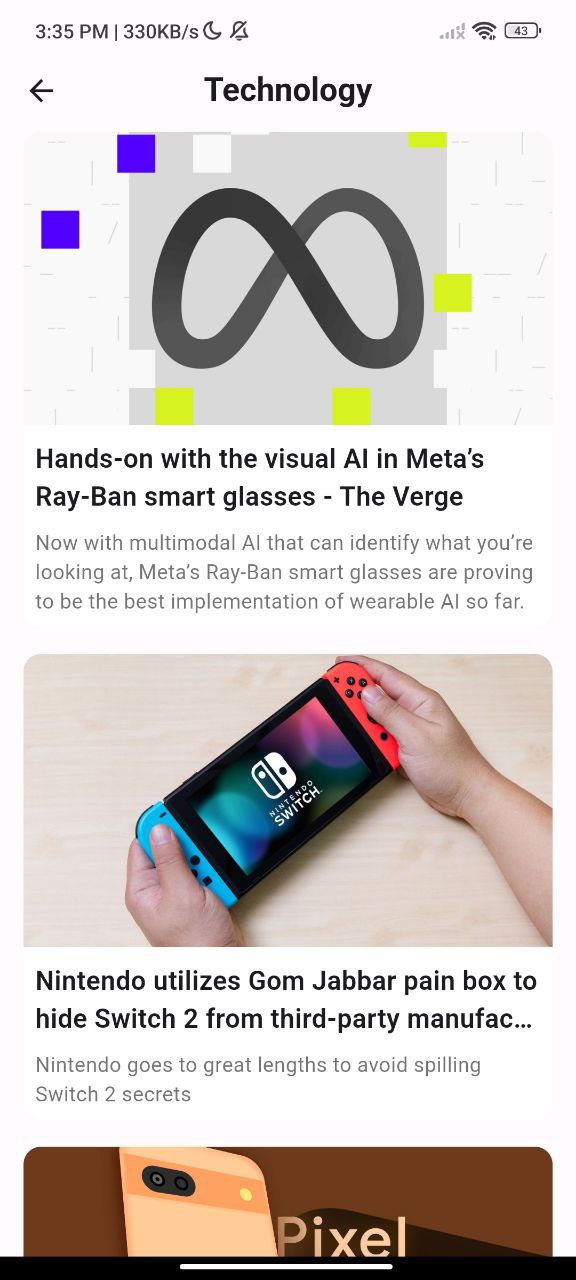 3:35 PM | 330KB/s
43
Technology
Hands-on with the visual AI in Meta’s
Ray-Ban smart glasses - The Verge
Now with multimodal AI that can identify what you’re
looking at, Meta’s Ray-Ban smart glasses are proving
to be the best implementation of wearable AI so far.
NINTENDO
SWITCH
Nintendo utilizes Gom Jabbar pain box to
hide Switch 2 from third-party manufac...
Nintendo goes to great lengths to avoid spilling
Switch 2 secrets
Pixel